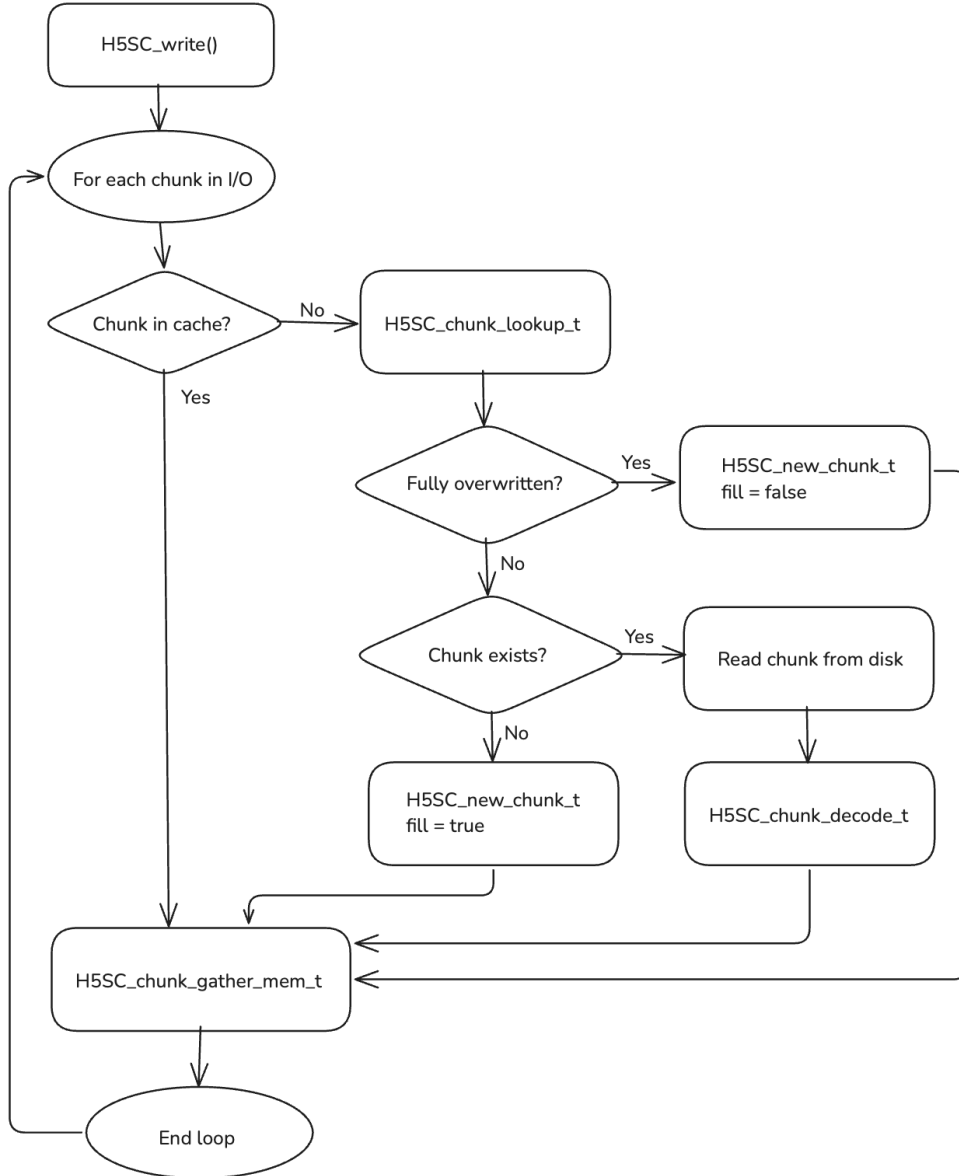 H5SC_write()
For each chunk in I/O
Chunk in cache?
No
H5SC_chunk_lookup_t
Yes
Fully overwritten?
Yes
H5SC_new_chunk_t
fill = false
No
Chunk exists?
Yes
Read chunk from disk
No
H5SC_new_chunk_t
fill = true
H5SC_chunk_decode_t
H5SC_chunk_gather_mem_t
End loop